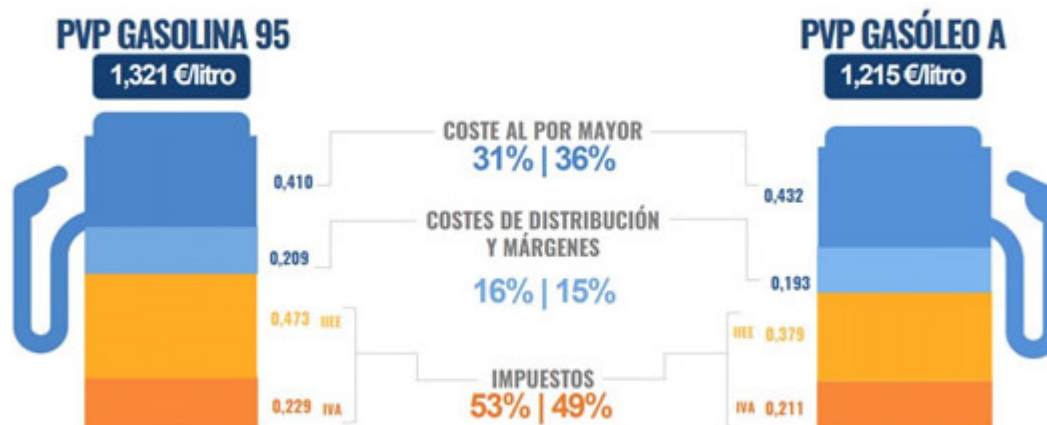 PVP GASOLINA 95
1,321 €/litro
PVP GASÓLEO A
1,215 €/litro
COSTE AL POR MAYOR
31% | 36%
0,410
0,432
COSTES DE DISTRIBUCIÓN
Y MÁRGENES
0,209
0,193
16% | 15%
0,473 IIEE
IIEE 0,379
IMPUESTOS
53% | 49%
0,229 IVA
IVA 0,211